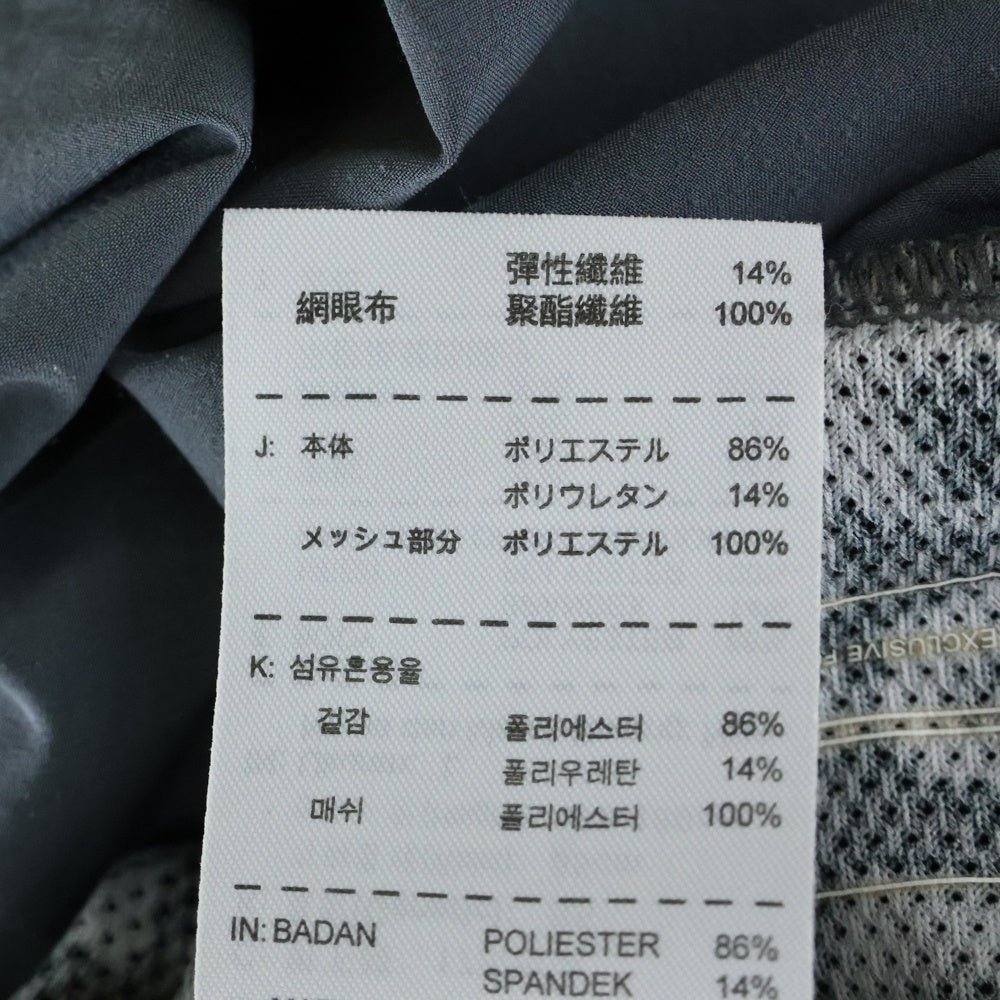 彈性纖維 14%
網眼布 聚酯纖維 100%
J: 本体 ポリエステル 86%
ポリウレタン 14%
メッシュ部分 ポリエステル 100%
K: 섬유혼용율
겉감 폴리에스터 86%
폴리우레탄 14%
매쉬 폴리에스터 100%
IN: BADAN POLIESTER 86%
SPANDEK 14%
EXCLUSIVE